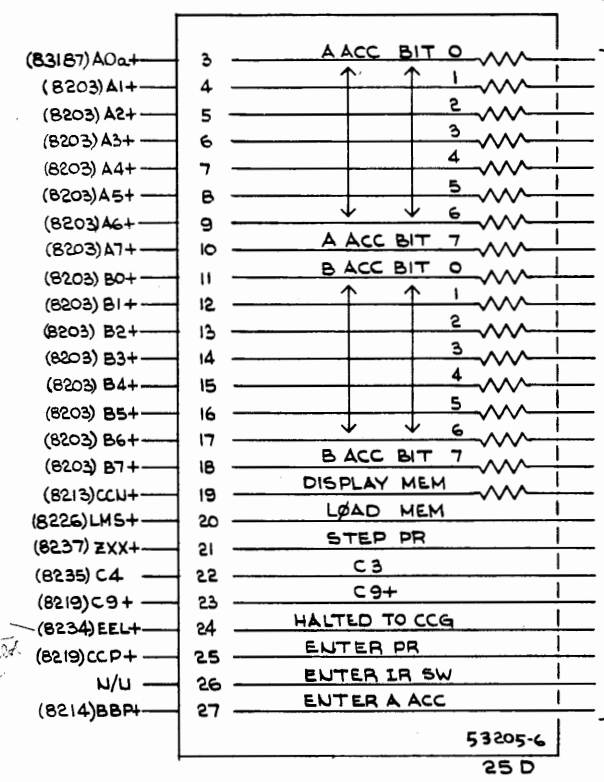 (83187) A0a+ 3 A ACC BIT 0
(8203) A1+ 4 1
(8203) A2+ 5 2
(8203) A3+ 6 3
(8203) A4+ 7 4
(8203) A5+ 8 5
(8203) A6+ 9 6
(8203) A7+ 10 A ACC BIT 7
(8203) B0+ 11 B ACC BIT 0
(8203) B1+ 12 1
(8203) B2+ 13 2
(8203) B3+ 14 3
(8203) B4+ 15 4
(8203) B5+ 16 5
(8203) B6+ 17 6
(8203) B7+ 18 B ACC BIT 7
(8213) CCN+ 19 DISPLAY MEM
(8226) LMS+ 20 LØAD MEM
(8237) ZXX+ 21 STEP PR
(8235) C4 22 C3
(8219) C9+ 23 C9+
(8234) EEL+ 24 HALTED TO CCG
(8219) CCP+ 25 ENTER PR
N/U 26 ENTER IR SW
(8214) BBP+ 27 ENTER A ACC
53205-6
25 D